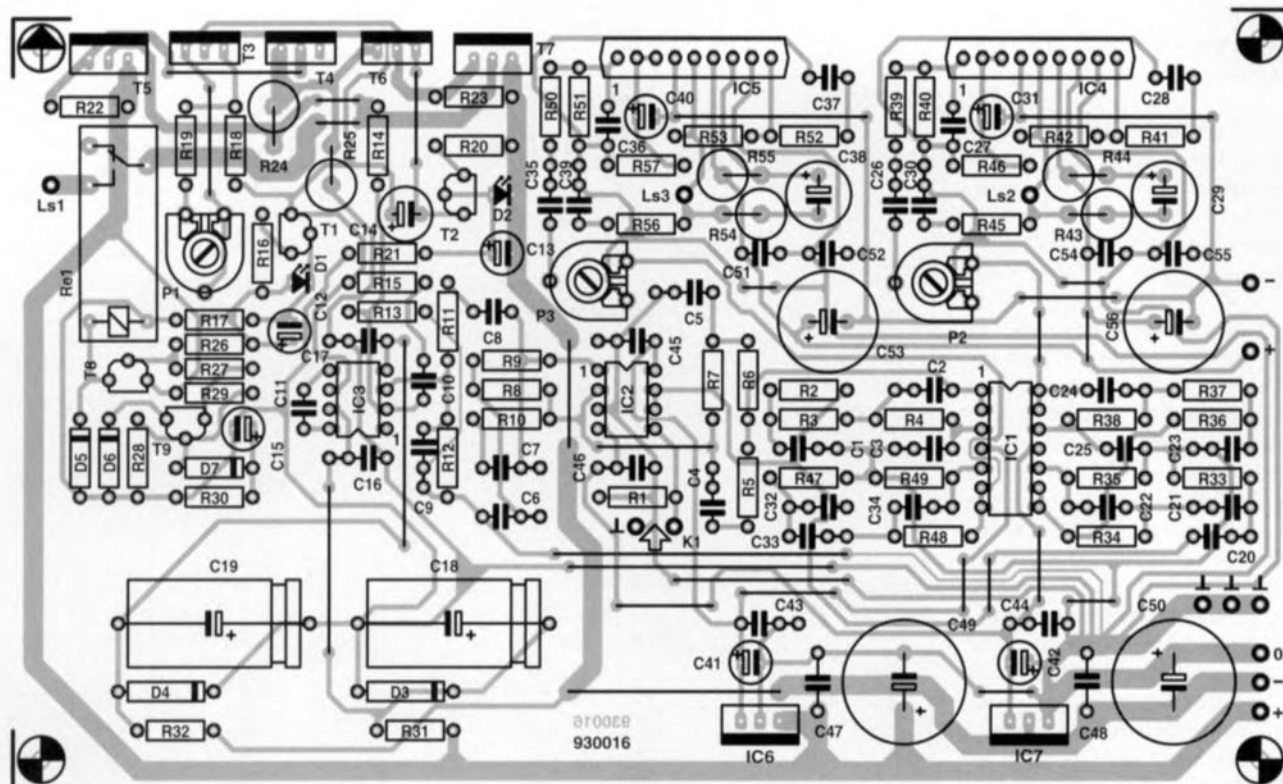 T5
T3
T4
T6
T7
IC5
IC4
R22
R23
R50
R51
1
C40
C37
R39
R40
1
C31
C28
R19
R18
R24
R25
R14
R20
C35
C39
C36
R53
R52
R57
R55
C38
C26
C30
C27
R42
R41
R46
R44
Ls1
D2
Ls3
Ls2
C29
R16
T1
C14
T2
C13
R56
R54
R45
R43
Re1
P1
D1
R21
C51
C52
C54
C55
R15
C12
R13
R11
C8
P3
C5
P2
C56
−
R17
R26
C17
C53
+
T8
R27
C11
IC3
C10
R9
1
IC2
C45
R7
R6
R2
C2
1
C24
R37
R29
R8
R10
R3
R4
R38
R36
T9
C15
1
D5
D6
R28
D7
R30
C16
R12
C9
C7
C6
C46
R1
C4
R5
C1
C3
IC1
C25
C23
R47
R49
R35
R33
C32
C34
C22
C21
⊥
K1
C33
R48
R34
C20
C19
C18
⊥ ⊥ ⊥
C43
C49
C44
C50
+
+
C41
C42
0
−
+
D4
D3
C47
C48
R32
R31
930016
930016
IC6
IC7